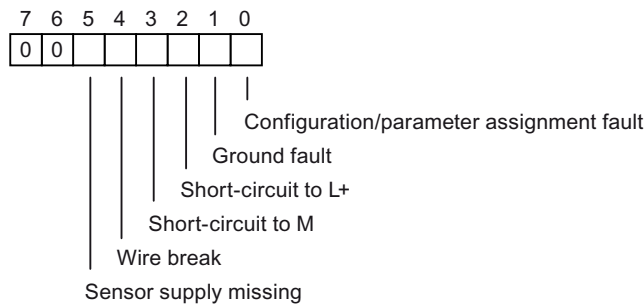 7 6 5 4 3 2 1 0
0 0
Configuration/parameter assignment fault
Ground fault
Short-circuit to L+
Short-circuit to M
Wire break
Sensor supply missing